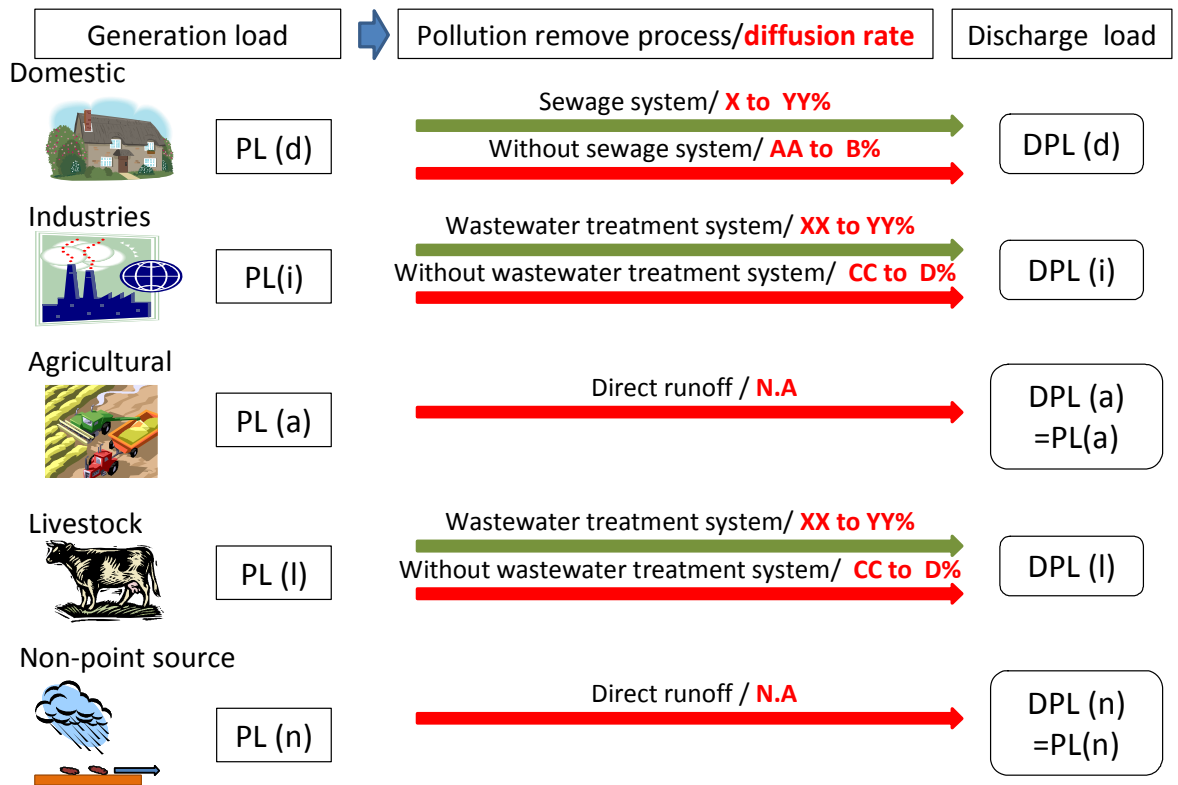 Generation load
Pollution remove process/diffusion rate
Discharge load
Domestic
PL (d)
Sewage system/ X to YY%
Without sewage system/ AA to B%
DPL (d)
Industries
PL(i)
Wastewater treatment system/ XX to YY%
Without wastewater treatment system/ CC to D%
DPL (i)
Agricultural
PL (a)
Direct runoff / N.A
DPL (a)
=PL(a)
Livestock
PL (l)
Wastewater treatment system/ XX to YY%
Without wastewater treatment system/ CC to D%
DPL (l)
Non-point source
PL (n)
Direct runoff / N.A
DPL (n)
=PL(n)